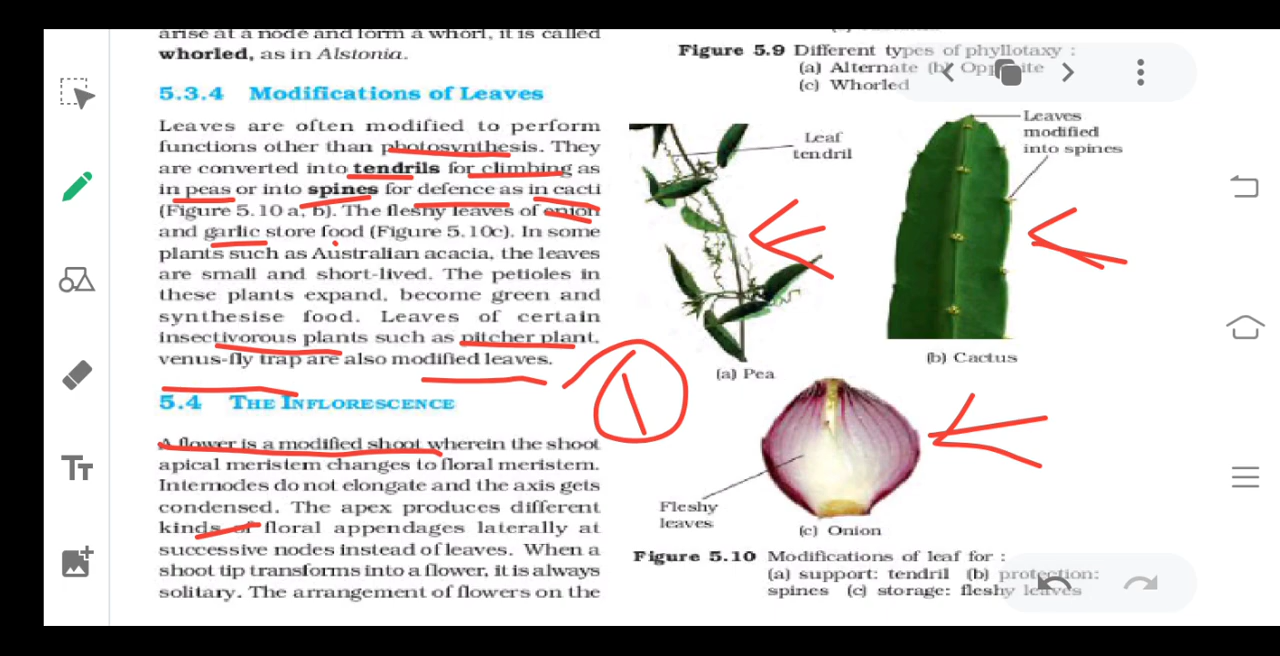 arise at a node and form a whorl, it is called
whorled, as in Alstonia.
5.3.4 Modifications of Leaves
Leaves are often modified to perform
functions other than photosynthesis. They
are converted into tendrils for climbing as
in peas or into spines for defence as in cacti
(Figure 5.10 a, b). The fleshy leaves of onion
and garlic store food (Figure 5.10c). In some
plants such as Australian acacia, the leaves
are small and short-lived. The petioles in
these plants expand, become green and
synthesise food. Leaves of certain
insectivorous plants such as pitcher plant,
venus-fly trap are also modified leaves.
5.4 The Inflorescence
A flower is a modified shoot wherein the shoot
apical meristem changes to floral meristem.
Internodes do not elongate and the axis gets
condensed. The apex produces different
kinds of floral appendages laterally at
successive nodes instead of leaves. When a
shoot tip transforms into a flower, it is always
solitary. The arrangement of flowers on the
Figure 5.9 Different types of phyllotaxy :
(a) Alternate (b) Opposite
(c) Whorled
Leaf
tendril
Leaves
modified
into spines
(a) Pea
(b) Cactus
1
Fleshy
leaves
(c) Onion
Figure 5.10 Modifications of leaf for :
(a) support: tendril (b) protection:
spines (c) storage: fleshy leaves
TT